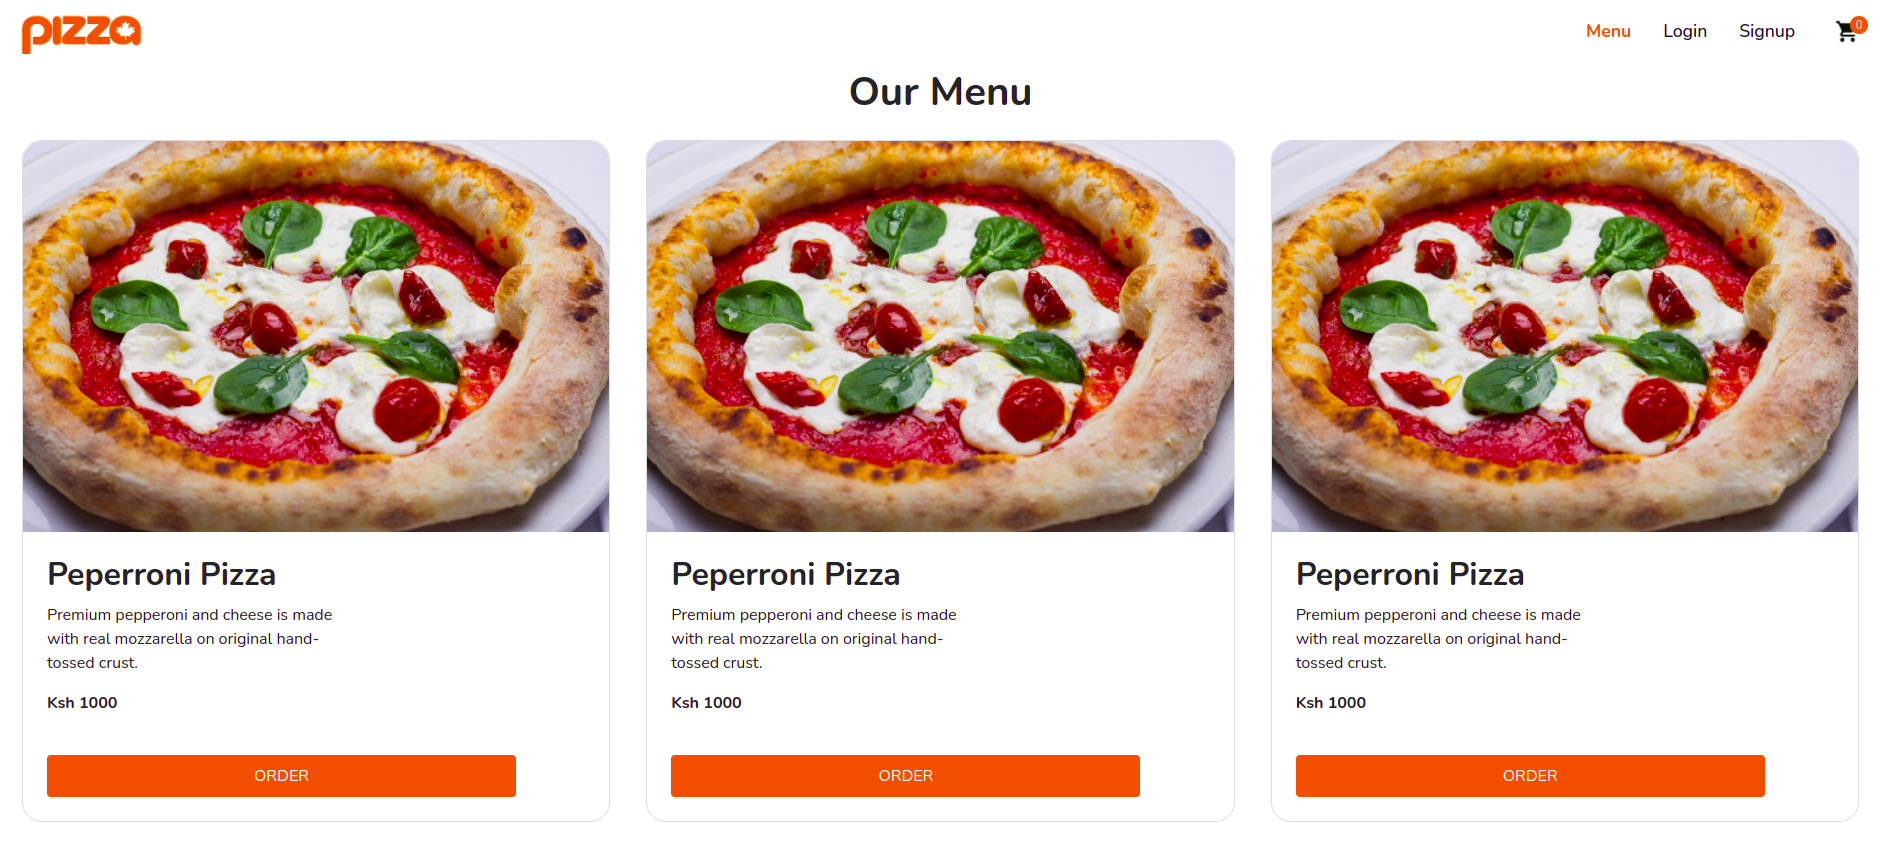 pizza
Menu Login Signup 0
Our Menu
Peperroni Pizza
Premium pepperoni and cheese is made
with real mozzarella on original hand-
tossed crust.
Ksh 1000
ORDER
Peperroni Pizza
Premium pepperoni and cheese is made
with real mozzarella on original hand-
tossed crust.
Ksh 1000
ORDER
Peperroni Pizza
Premium pepperoni and cheese is made
with real mozzarella on original hand-
tossed crust.
Ksh 1000
ORDER